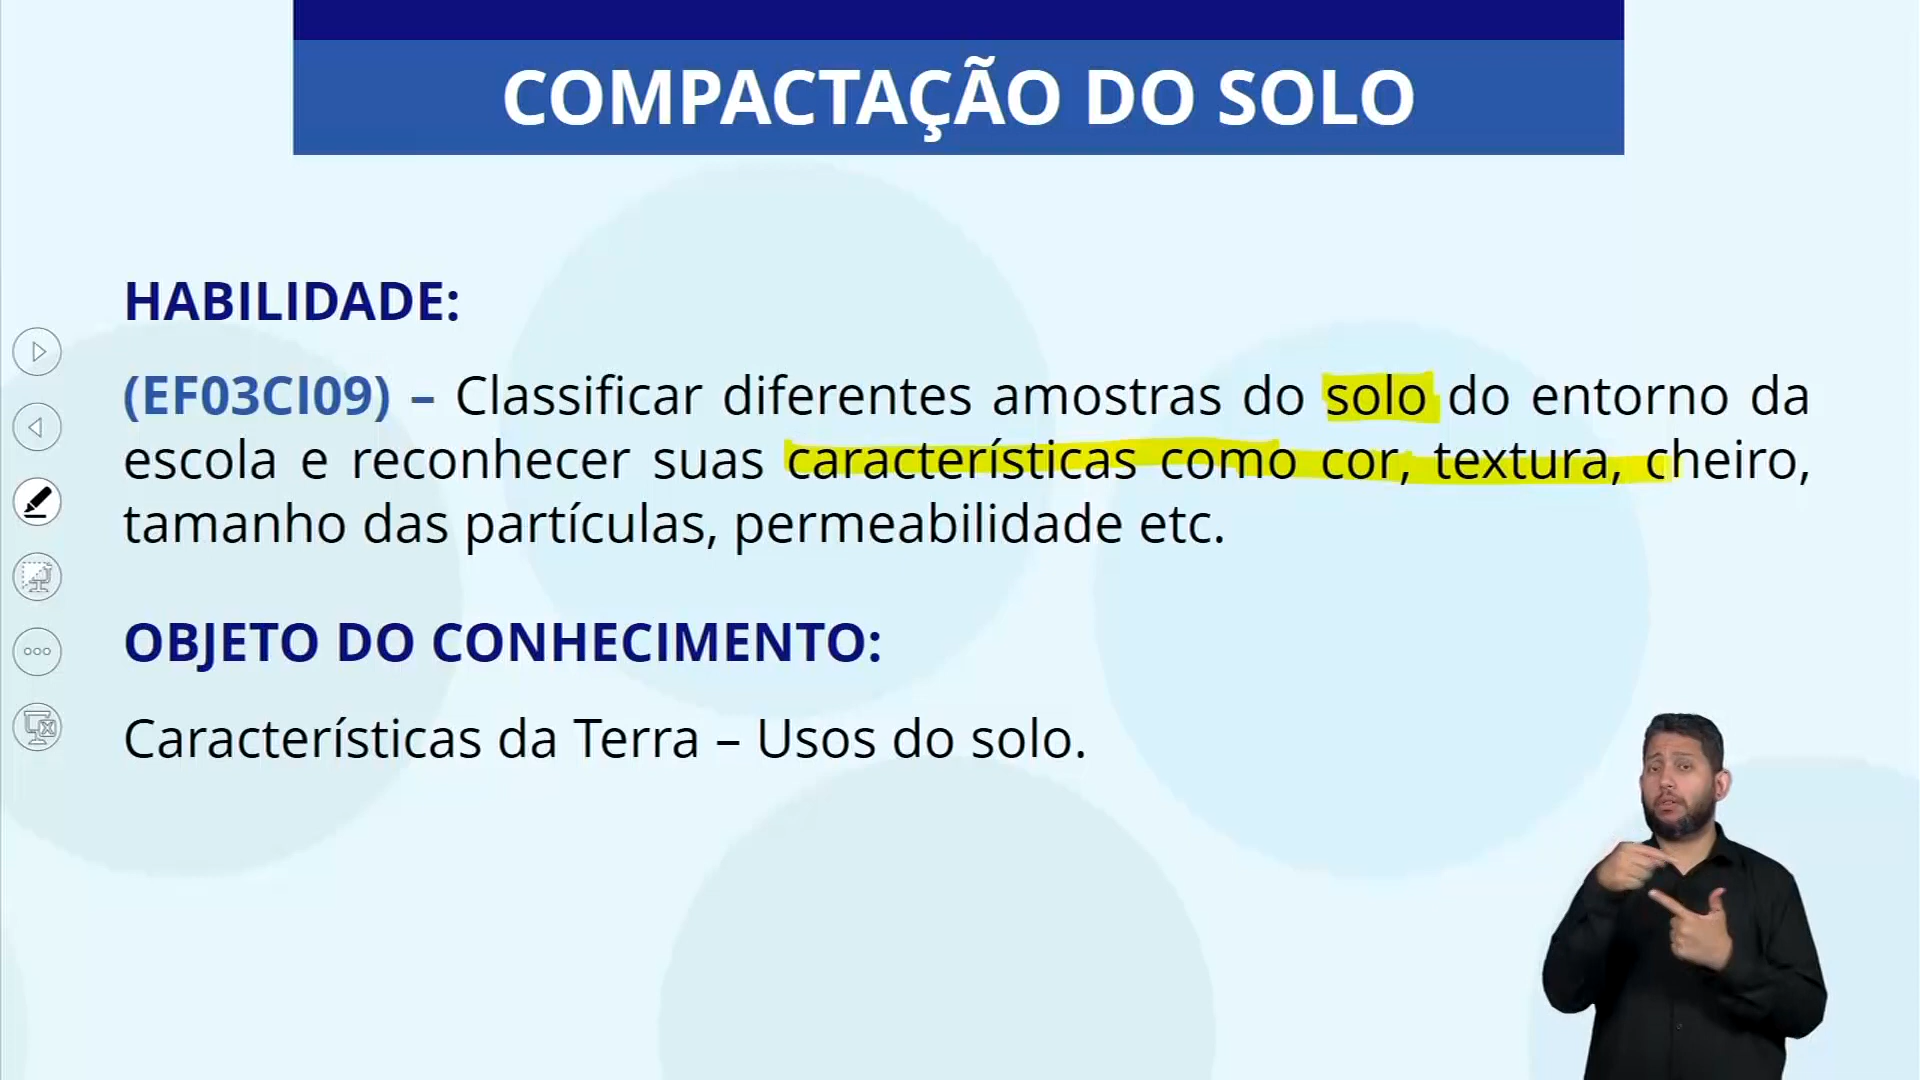 COMPACTAÇÃO DO SOLO
HABILIDADE:
(EF03CI09) – Classificar diferentes amostras do solo do entorno da
escola e reconhecer suas características como cor, textura, cheiro,
tamanho das partículas, permeabilidade etc.
OBJETO DO CONHECIMENTO:
Características da Terra – Usos do solo.